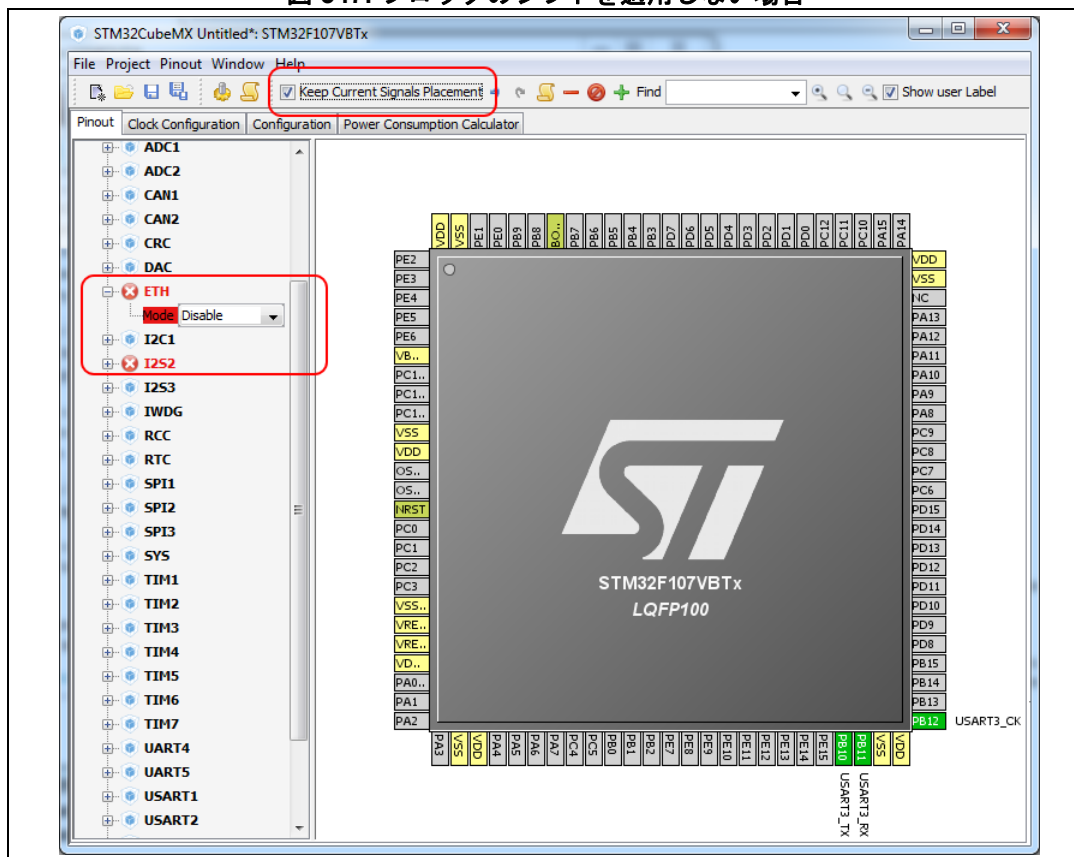 STM32CubeMX Untitled*: STM32F107VBTx
File Project Pinout Window Help
Keep Current Signals Placement
Find
Show user Label
Pinout
Clock Configuration
Configuration
Power Consumption Calculator
ADC1
ADC2
CAN1
CAN2
CRC
DAC
ETH
Mode Disable
I2C1
I2S2
I2S3
IWDG
RCC
RTC
SPI1
SPI2
SPI3
SYS
TIM1
TIM2
TIM3
TIM4
TIM5
TIM6
TIM7
UART4
UART5
USART1
USART2
VDD
VSS
PE1
PE0
PB9
PB8
BO..
PB7
PB6
PB5
PB4
PB3
PD7
PD6
PD5
PD4
PD3
PD2
PD1
PD0
PC12
PC11
PC10
PA15
PA14
PE2
PE3
PE4
PE5
PE6
VB..
PC1..
PC1..
PC1..
VSS
VDD
OS..
OS..
NRST
PC0
PC1
PC2
PC3
VSS..
VRE..
VRE..
VD..
PA0..
PA1
PA2
ST
STM32F107VBTx
LQFP100
VDD
VSS
NC
PA13
PA12
PA11
PA10
PA9
PA8
PC9
PC8
PC7
PC6
PD15
PD14
PD13
PD12
PD11
PD10
PD9
PD8
PB15
PB14
PB13
PB12 USART3_CK
PA3
VSS
VDD
PA4
PA5
PA6
PA7
PC4
PC5
PB0
PB1
PB2
PE7
PE8
PE9
PE10
PE11
PE12
PE13
PE14
PE15
PB10
PB11
VSS
VDD
USART3_TX
USART3_RX